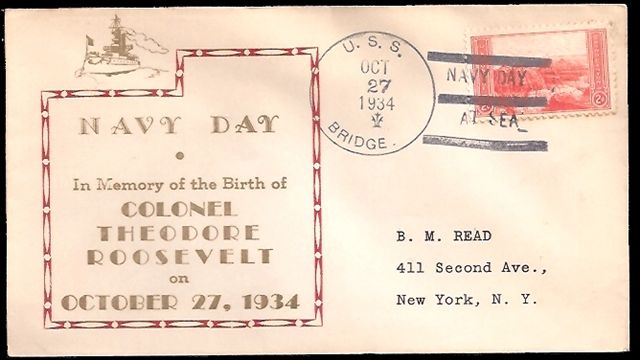 NAVY DAY
In Memory of the Birth of
COLONEL
THEODORE
ROOSEVELT
on
OCTOBER 27, 1934
U. S. S.
OCT
27
1934
BRIDGE.
NAVY DAY
AT SEA
B. M. READ
411 Second Ave.,
New York, N. Y.